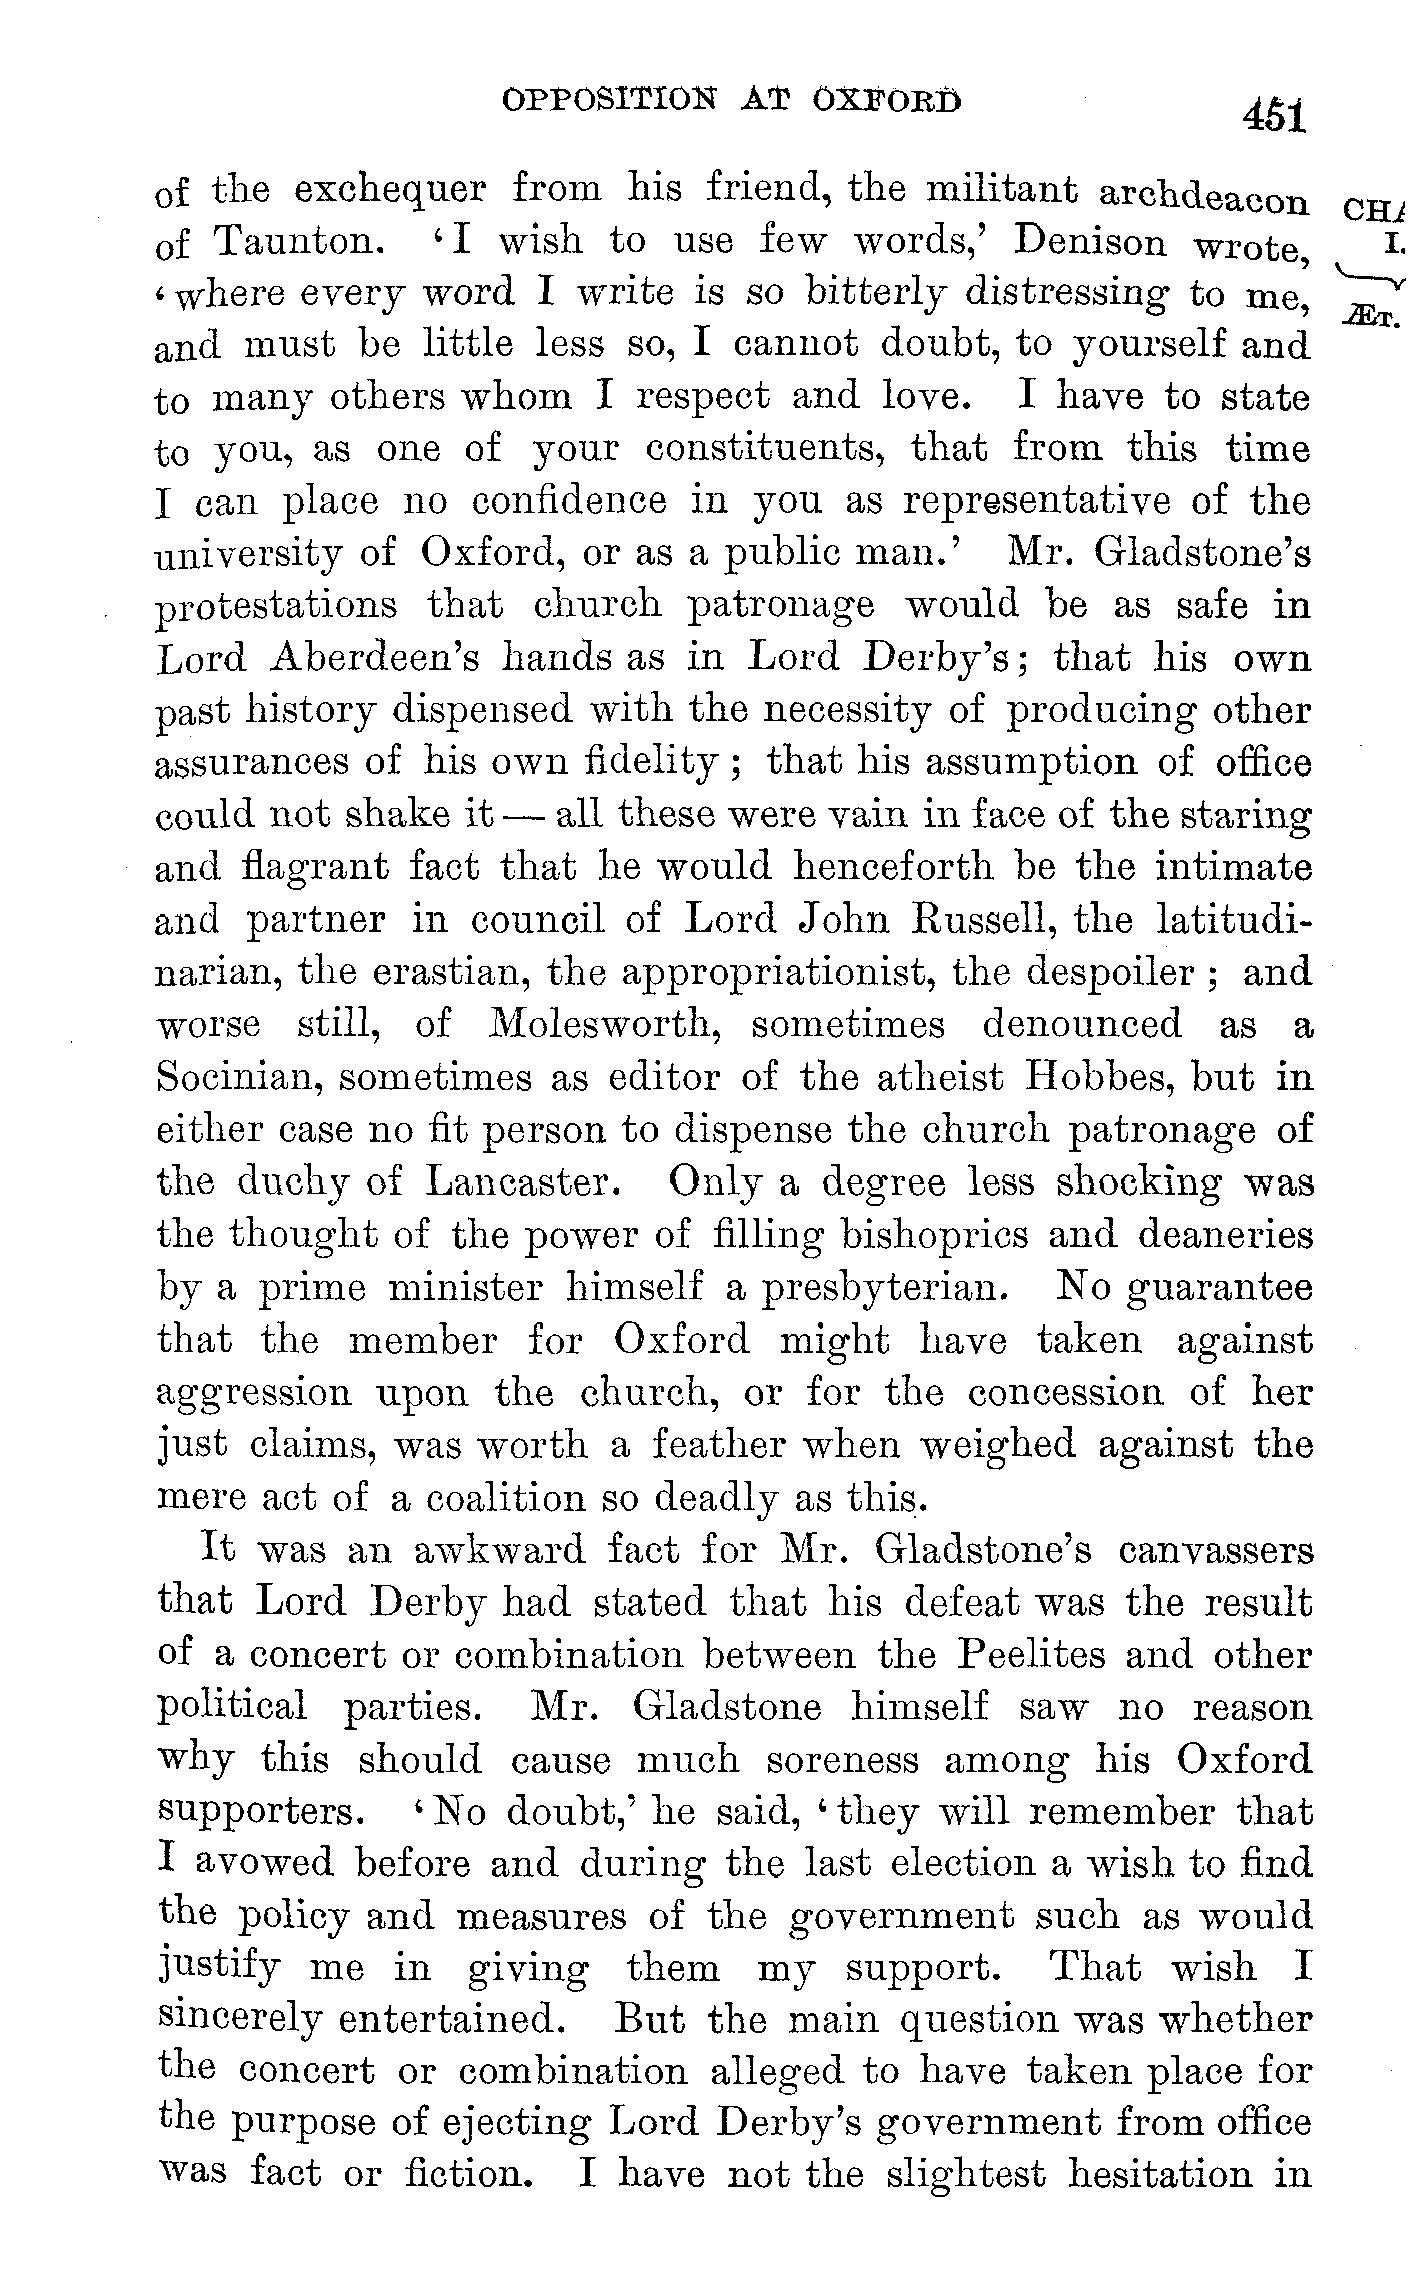 OPPOSITION AT OXFORD 451
of the exchequer from his friend, the militant archdeacon
of Taunton. ‘I wish to use few words,’ Denison wrote,
‘where every word I write is so bitterly distressing to me,
and must be little less so, I cannot doubt, to yourself and
to many others whom I respect and love. I have to state
to you, as one of your constituents, that from this time
I can place no confidence in you as representative of the
university of Oxford, or as a public man.’ Mr. Gladstone’s
protestations that church patronage would be as safe in
Lord Aberdeen’s hands as in Lord Derby’s; that his own
past history dispensed with the necessity of producing other
assurances of his own fidelity; that his assumption of office
could not shake it — all these were vain in face of the staring
and flagrant fact that he would henceforth be the intimate
and partner in council of Lord John Russell, the latitudi-
narian, the erastian, the appropriationist, the despoiler; and
worse still, of Molesworth, sometimes denounced as a
Socinian, sometimes as editor of the atheist Hobbes, but in
either case no fit person to dispense the church patronage of
the duchy of Lancaster. Only a degree less shocking was
the thought of the power of filling bishoprics and deaneries
by a prime minister himself a presbyterian. No guarantee
that the member for Oxford might have taken against
aggression upon the church, or for the concession of her
just claims, was worth a feather when weighed against the
mere act of a coalition so deadly as this.
It was an awkward fact for Mr. Gladstone’s canvassers
that Lord Derby had stated that his defeat was the result
of a concert or combination between the Peelites and other
political parties. Mr. Gladstone himself saw no reason
why this should cause much soreness among his Oxford
supporters. ‘No doubt,’ he said, ‘they will remember that
I avowed before and during the last election a wish to find
the policy and measures of the government such as would
justify me in giving them my support. That wish I
sincerely entertained. But the main question was whether
the concert or combination alleged to have taken place for
the purpose of ejecting Lord Derby’s government from office
was fact or fiction. I have not the slightest hesitation in
CHA
I.
ÆT.